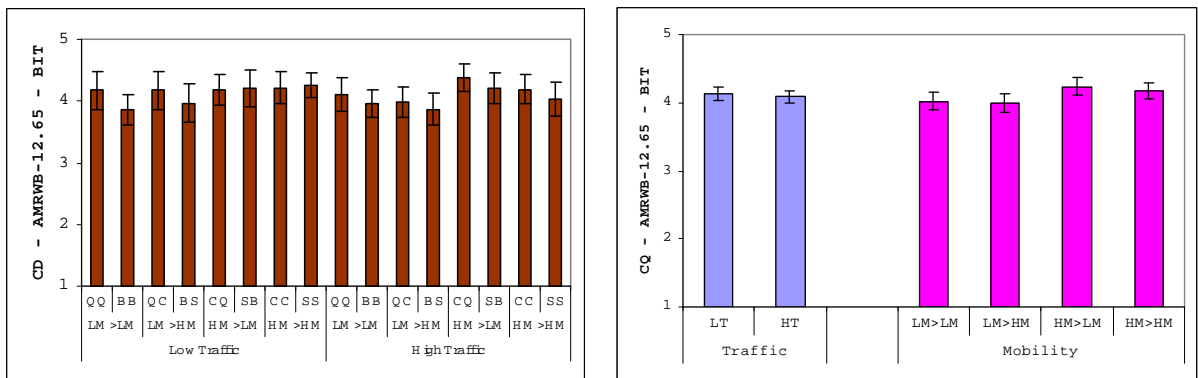 CD - AMRWB-12.65 - BIT
5
4
3
2
1
QQ BB QC BS CQ SB CC SS QQ BB QC BS CQ SB CC SS
LM >LM LM >HM HM >LM HM >HM LM >LM LM >HM HM >LM HM >HM
Low Traffic High Traffic
CQ - AMRWB-12.65 - BIT
5
4
3
2
1
LT HT LM>LM LM>HM HM>LM HM>HM
Traffic Mobility